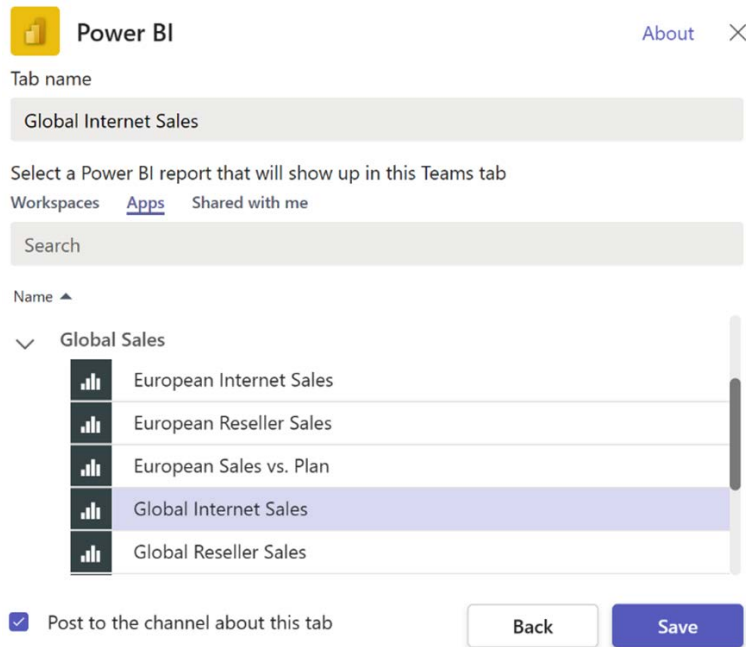 Power BI
About
Tab name
Global Internet Sales
Select a Power BI report that will show up in this Teams tab
Workspaces Apps Shared with me
Search
Name
Global Sales
European Internet Sales
European Reseller Sales
European Sales vs. Plan
Global Internet Sales
Global Reseller Sales
Post to the channel about this tab
Back
Save